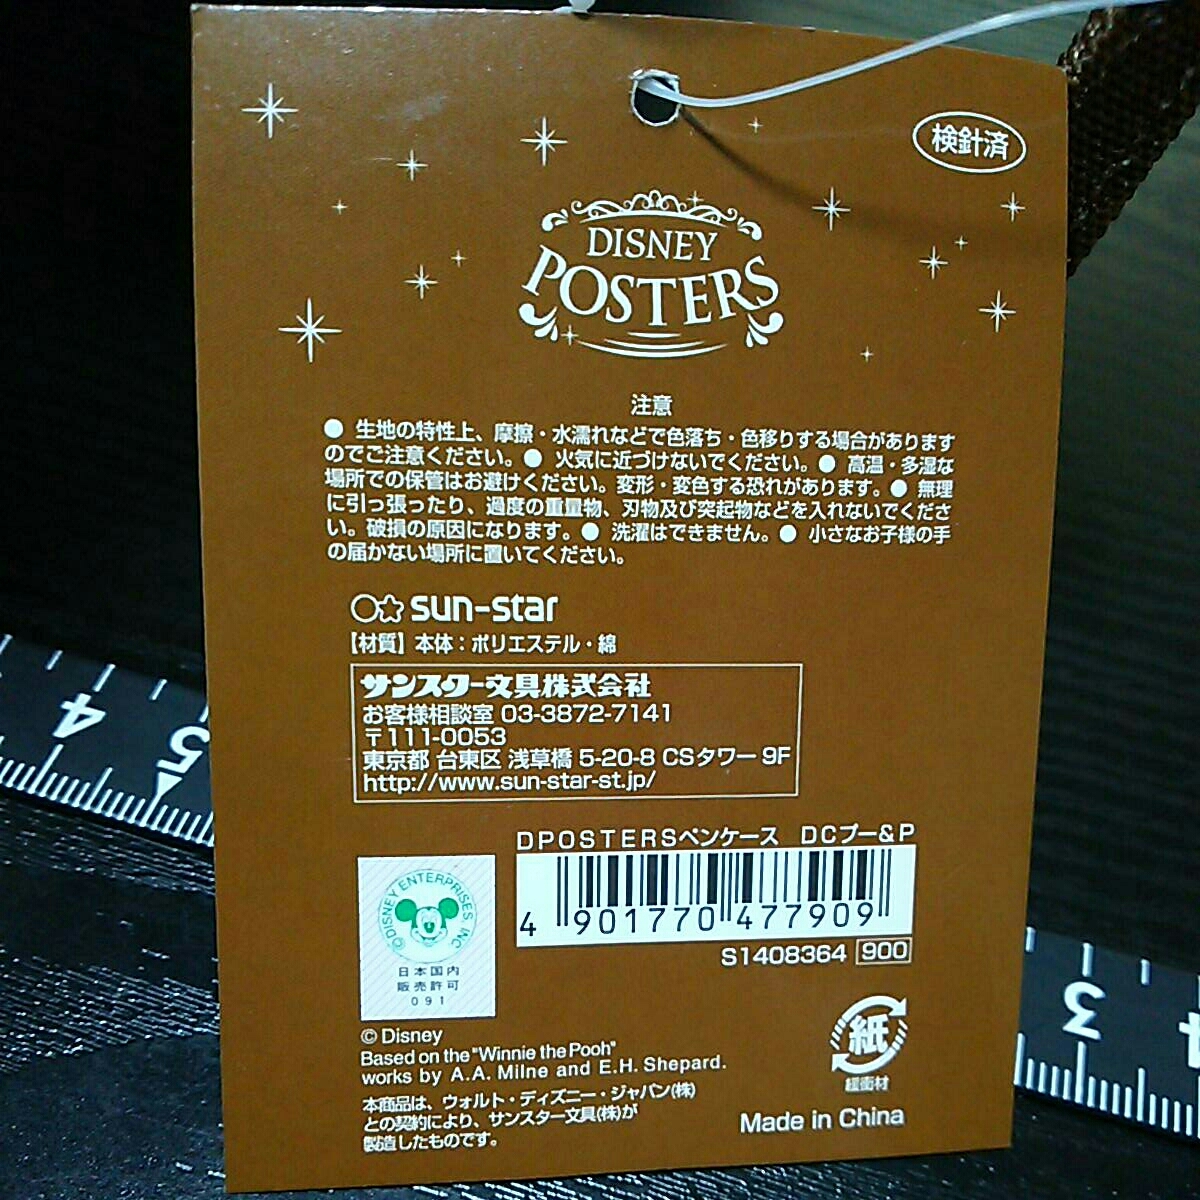 検針済
DISNEY
POSTERS
注意
● 生地の特性上、摩擦・水濡れなどで色落ち・色移りする場合があります
のでご注意ください。● 火気に近づけないでください。● 高温・多湿な
場所での保管はお避けください。変形・変色する恐れがあります。● 無理
に引っ張ったり、過度の重量物、刃物及び突起物などを入れないでくださ
い。破損の原因になります。● 洗濯はできません。● 小さなお子様の手
の届かない場所に置いてください。
○☆ sun-star
【材質】本体：ポリエステル・綿
サンスター文具株式会社
お客様相談室 03-3872-7141
〒111-0053
東京都 台東区 浅草橋 5-20-8 CSタワー 9F
http://www.sun-star-st.jp/
DPOSTERSペンケース DCプー&P
4 901770 477909
S1408364 900
©DISNEY ENTERPRISES, INC
日本国内
販売許可
091
© Disney
Based on the "Winnie the Pooh"
works by A.A. Milne and E.H. Shepard.
本商品は、ウォルト・ディズニー・ジャパン(株)
との契約により、サンスター文具(株)が
製造したものです。
紙
緩衝材
Made in China
4
5
3
4